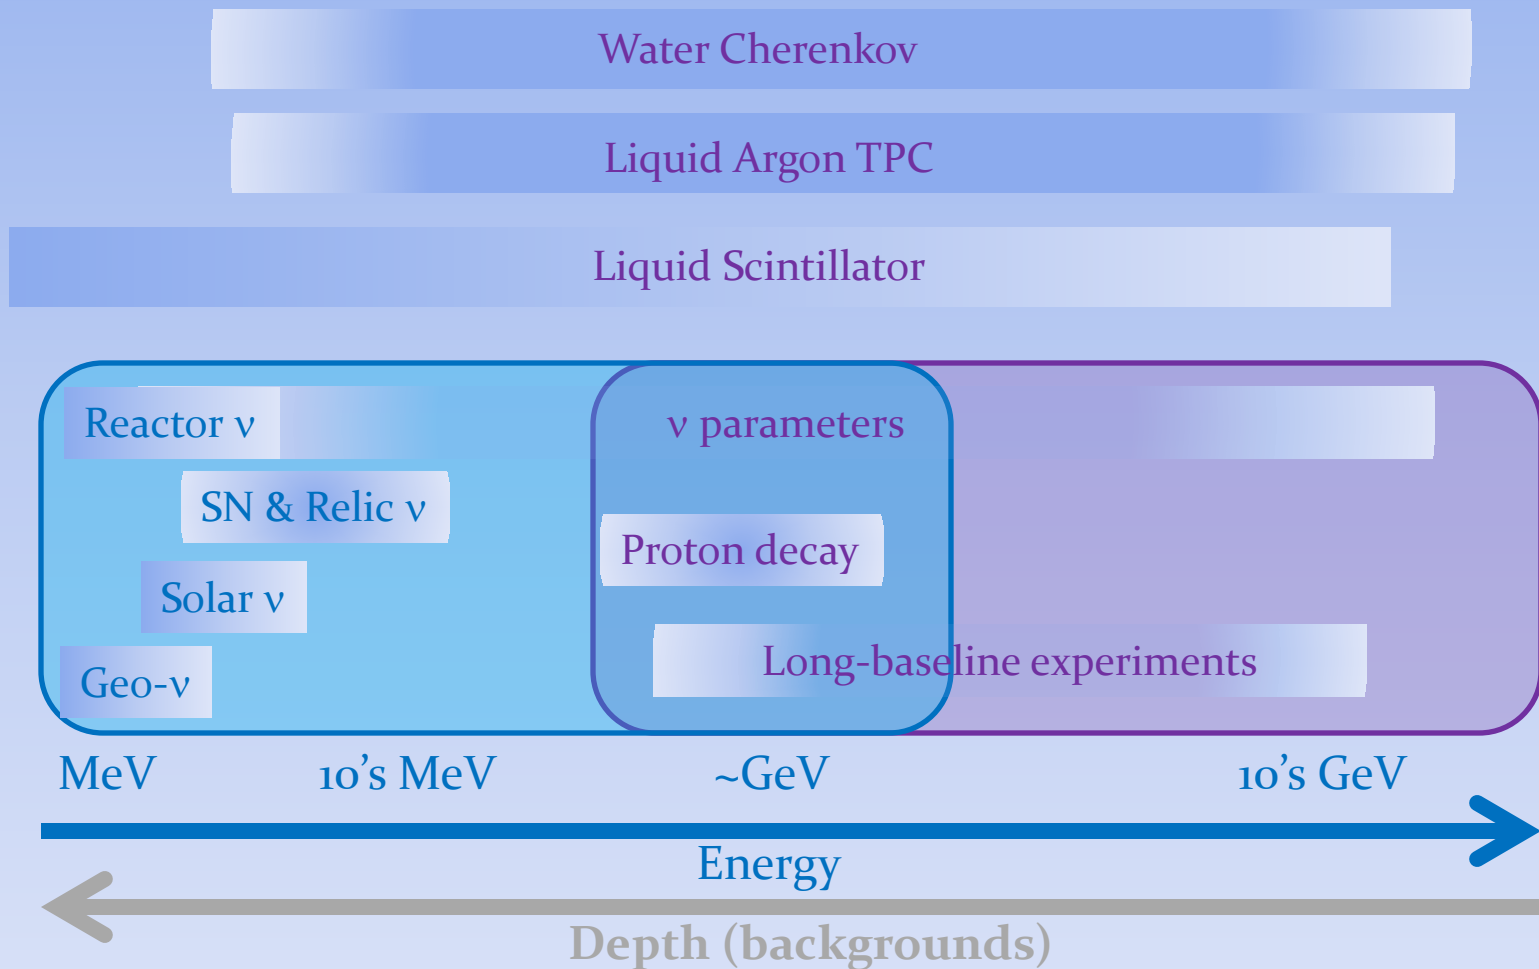 Water Cherenkov
Liquid Argon TPC
Liquid Scintillator
Reactor ν
ν parameters
SN & Relic ν
Proton decay
Solar ν
Long-baseline experiments
Geo-ν
MeV
10's MeV
~GeV
10's GeV
Energy
Depth (backgrounds)